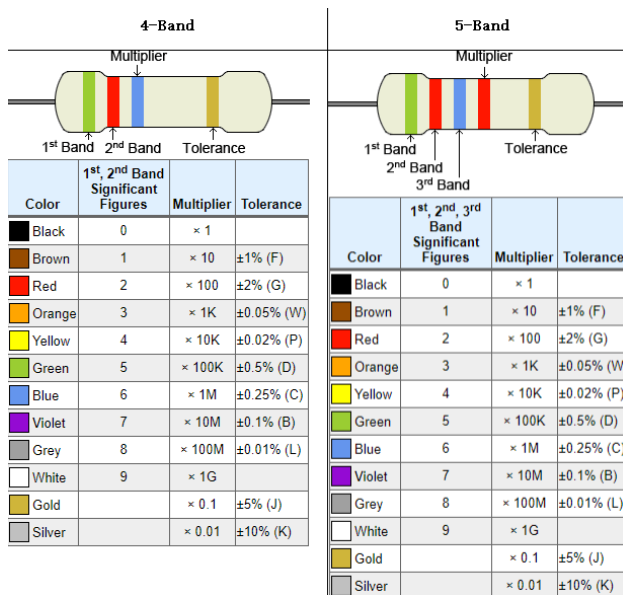 4-Band
Multiplier
1st Band 2nd Band Tolerance
Color 1st, 2nd Band Significant Figures Multiplier Tolerance
Black 0 × 1
Brown 1 × 10 ±1% (F)
Red 2 × 100 ±2% (G)
Orange 3 × 1K ±0.05% (W)
Yellow 4 × 10K ±0.02% (P)
Green 5 × 100K ±0.5% (D)
Blue 6 × 1M ±0.25% (C)
Violet 7 × 10M ±0.1% (B)
Grey 8 × 100M ±0.01% (L)
White 9 × 1G
Gold × 0.1 ±5% (J)
Silver × 0.01 ±10% (K)
5-Band
Multiplier
1st Band Tolerance
2nd Band
3rd Band
Color 1st, 2nd, 3rd Band Significant Figures Multiplier Tolerance
Black 0 × 1
Brown 1 × 10 ±1% (F)
Red 2 × 100 ±2% (G)
Orange 3 × 1K ±0.05% (W
Yellow 4 × 10K ±0.02% (P)
Green 5 × 100K ±0.5% (D)
Blue 6 × 1M ±0.25% (C)
Violet 7 × 10M ±0.1% (B)
Grey 8 × 100M ±0.01% (L)
White 9 × 1G
Gold × 0.1 ±5% (J)
Silver × 0.01 ±10% (K)